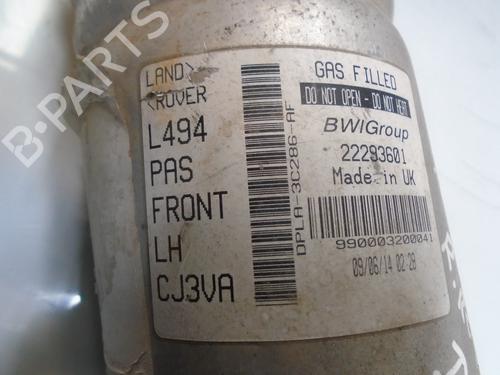 B-PARTS
LAND
ROVER
L494
PAS
FRONT
LH
CJ3VA
DPLA-3C286-AF
GAS FILLED
DO NOT OPEN - DO NOT HEAT
BWIGroup
22293601
Made in UK
990003200041
09/06/14 02:28